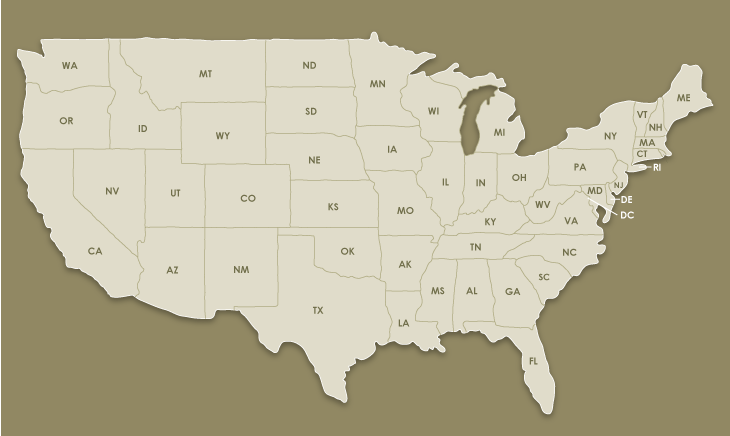 WA
MT
ND
MN
ME
OR
ID
WY
SD
WI
MI
NY
VT
NH
MA
CT
RI
NV
UT
CO
NE
IA
IL
IN
OH
PA
NJ
MD
DE
DC
CA
AZ
NM
KS
MO
KY
WV
VA
OK
AK
TN
NC
TX
LA
MS
AL
GA
SC
FL